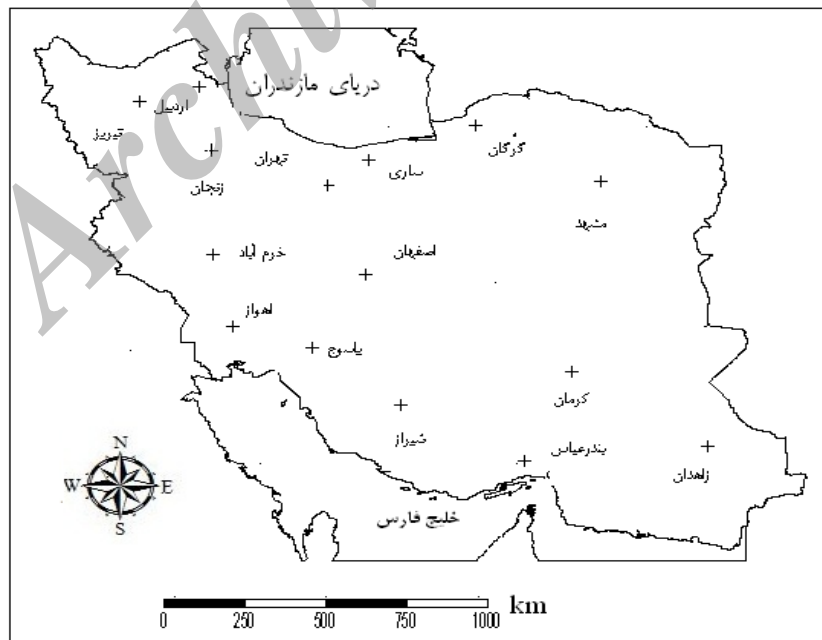 Archi
دریای مازندران
اردبیل
تبریز
گرگان
تهران
ساری
زنجان
مشهد
خرم آباد
اصفهان
اهواز
یاسوج
کرمان
شیراز
بندرعباس
زاهدان
خلیج فارس
N
W E
S
0 250 500 750 1000 km